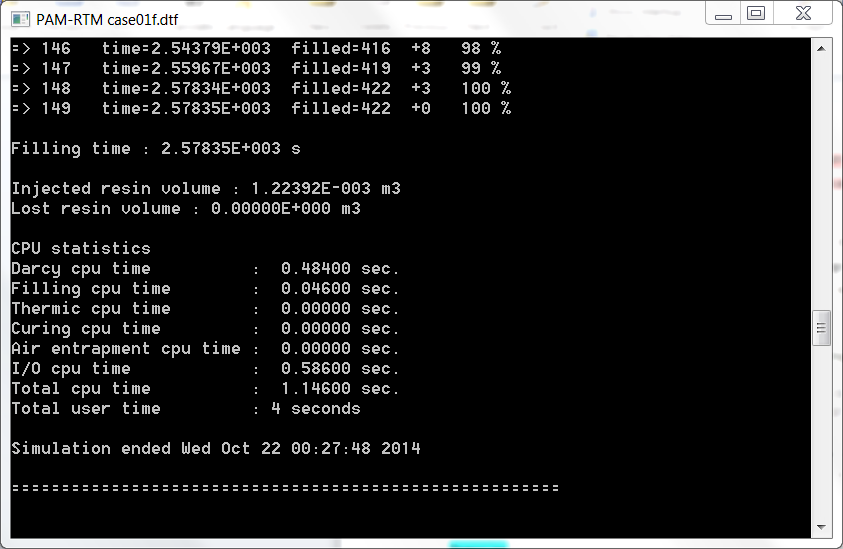 PAM-RTM case01f.dtf
=> 146   time=2.54379E+003  filled=416  +8   98 %
=> 147   time=2.55967E+003  filled=419  +3   99 %
=> 148   time=2.57834E+003  filled=422  +3   100 %
=> 149   time=2.57835E+003  filled=422  +0   100 %
Filling time : 2.57835E+003 s
Injected resin volume : 1.22392E-003 m3
Lost resin volume : 0.00000E+000 m3
CPU statistics
Darcy cpu time          :  0.48400 sec.
Filling cpu time        :  0.04600 sec.
Thermic cpu time        :  0.00000 sec.
Curing cpu time         :  0.00000 sec.
Air entrapment cpu time :  0.00000 sec.
I/O cpu time            :  0.58600 sec.
Total cpu time          :  1.14600 sec.
Total user time         : 4 seconds
Simulation ended Wed Oct 22 00:27:48 2014
=======================================================